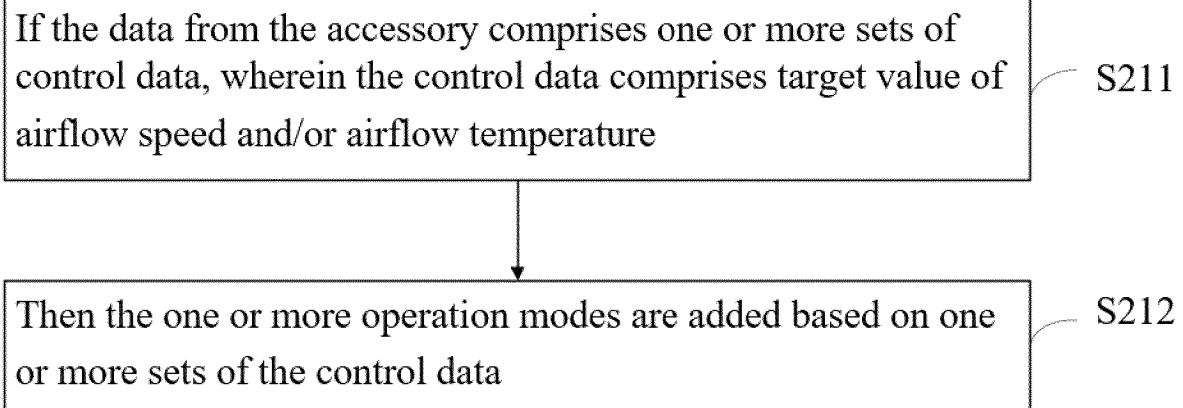 If the data from the accessory comprises one or more sets of
control data, wherein the control data comprises target value of
airflow speed and/or airflow temperature
S211
Then the one or more operation modes are added based on one
or more sets of the control data
S212